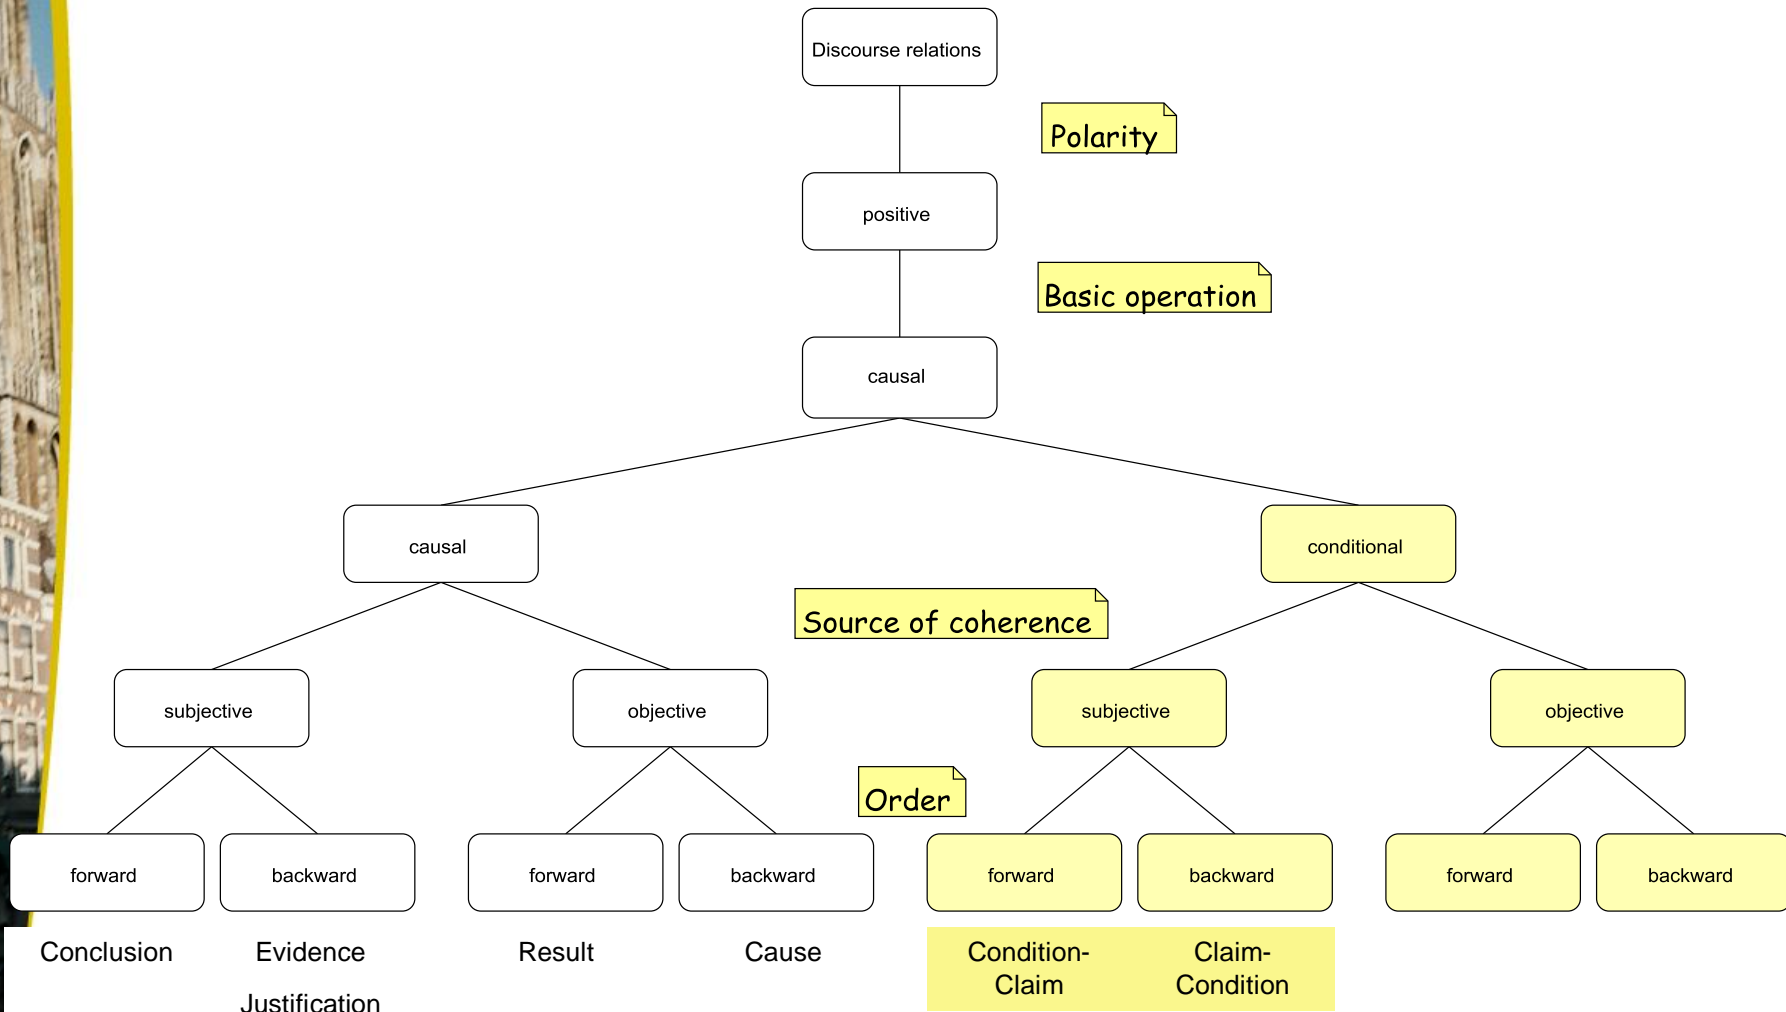 Discourse relations
Polarity
positive
Basic operation
causal
causal
conditional
Source of coherence
subjective
objective
subjective
objective
Order
forward
backward
forward
backward
forward
backward
forward
backward
Conclusion
Evidence
Result
Cause
Condition-
Claim
Claim-
Condition
Justification